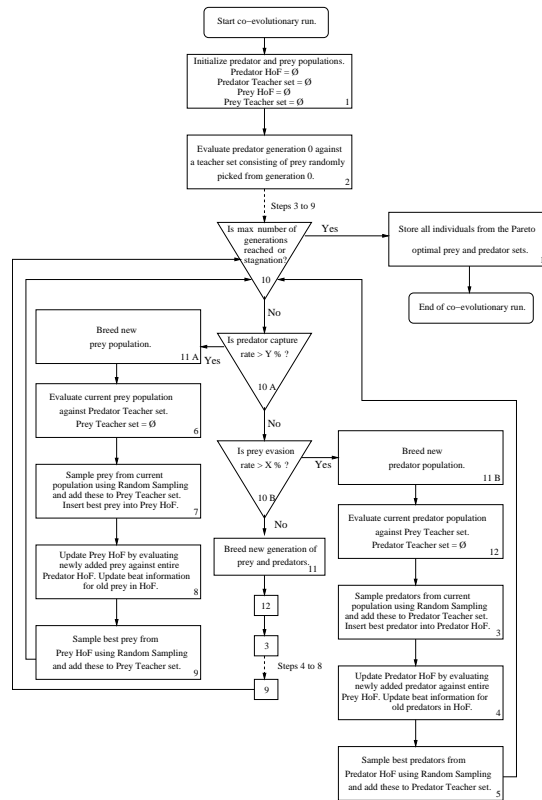 Start co−evolutionary run.
Initialize predator and prey populations.
Predator HoF = Ø
Predator Teacher set = Ø
Prey HoF = Ø
Prey Teacher set = Ø
1
Evaluate predator generation 0 against
a teacher set consisting of prey randomly
picked from generation 0.
2
Steps 3 to 9
Is max number of
generations
reached or
stagnation?
10
Yes
Store all individuals from the Pareto
optimal prey and predator sets.
End of co−evolutionary run.
No
Is predator capture
rate > Y % ?
10 A
Yes
Breed new
prey population.
11 A
Evaluate current prey population
against Predator Teacher set.
Prey Teacher set = Ø
6
Sample prey from current
population using Random Sampling
and add these to Prey Teacher set.
Insert best prey into Prey HoF.
7
Update Prey HoF by evaluating
newly added prey against entire
Predator HoF. Update beat information
for old prey in HoF.
8
Sample best prey from
Prey HoF using Random Sampling
and add these to Prey Teacher set.
9
No
Is prey evasion
rate > X % ?
10 B
Yes
Breed new
predator population.
11 B
Evaluate current predator population
against Prey Teacher set.
Predator Teacher set = Ø
12
Sample predators from current
population using Random Sampling
and add these to Predator Teacher set.
Insert best predator into Predator HoF.
3
Update Predator HoF by evaluating
newly added predator against entire
Prey HoF. Update beat information for
old predators in HoF.
4
Sample best predators from
Predator HoF using Random Sampling
and add these to Predator Teacher set.
5
No
Breed new generation of
prey and predators.
11
12
3
Steps 4 to 8
9